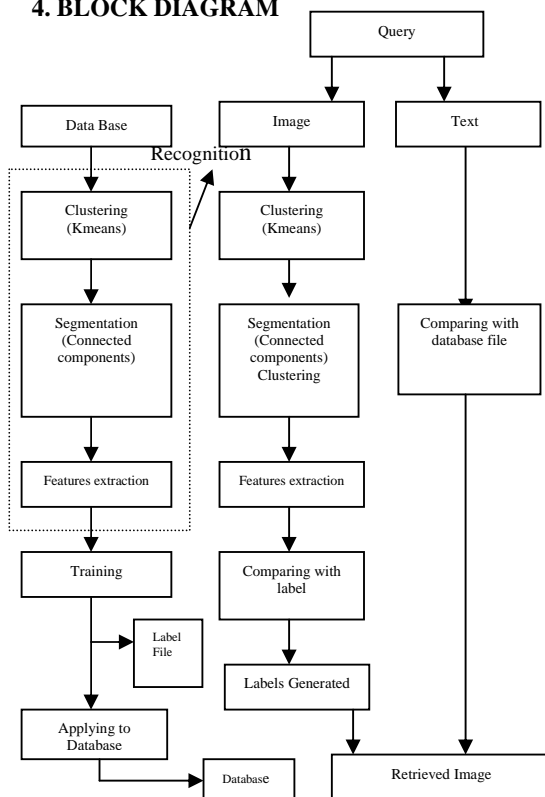 4. BLOCK DIAGRAM
Query
Data Base
Image
Text
Recognition
Clustering
(Kmeans)
Clustering
(Kmeans)
Segmentation
(Connected
components)
Segmentation
(Connected
components)
Clustering
Comparing with
database file
Features extraction
Features extraction
Training
Comparing with
label
Label
File
Labels Generated
Applying to
Database
Database
Retrieved Image